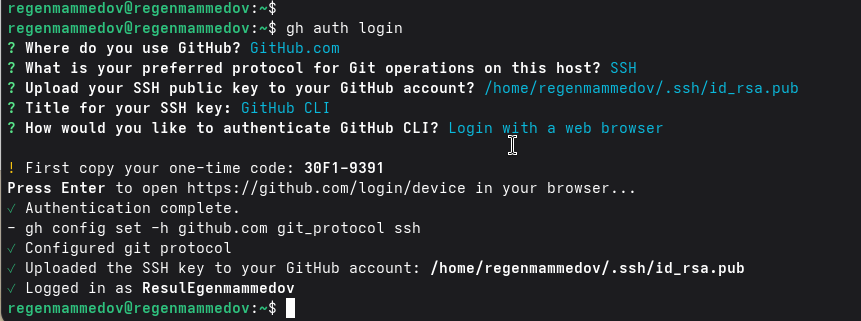 regenmammedov@regenmammedov:~$
regenmammedov@regenmammedov:~$ gh auth login
? Where do you use GitHub? GitHub.com
? What is your preferred protocol for Git operations on this host? SSH
? Upload your SSH public key to your GitHub account? /home/regenmammedov/.ssh/id_rsa.pub
? Title for your SSH key: GitHub CLI
? How would you like to authenticate GitHub CLI? Login with a web browser
! First copy your one-time code: 30F1-9391
Press Enter to open https://github.com/login/device in your browser...
✓ Authentication complete.
- gh config set -h github.com git_protocol ssh
✓ Configured git protocol
✓ Uploaded the SSH key to your GitHub account: /home/regenmammedov/.ssh/id_rsa.pub
✓ Logged in as ResulEgenmammedov
regenmammedov@regenmammedov:~$